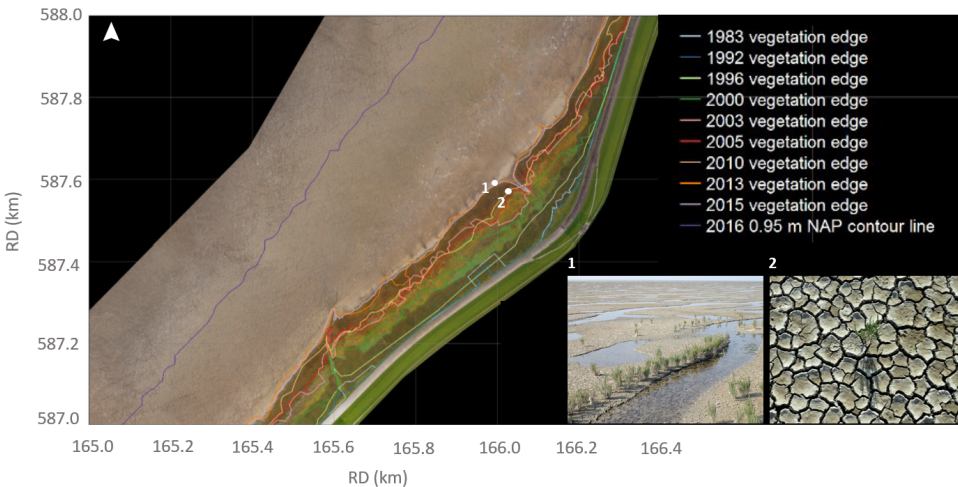 588.0
587.8
587.6
587.4
587.2
587.0
RD (km)
165.0 165.2 165.4 165.6 165.8 166.0 166.2 166.4
RD (km)
1
2
1983 vegetation edge
1992 vegetation edge
1996 vegetation edge
2000 vegetation edge
2003 vegetation edge
2005 vegetation edge
2010 vegetation edge
2013 vegetation edge
2015 vegetation edge
2016 0.95 m NAP contour line
1
2